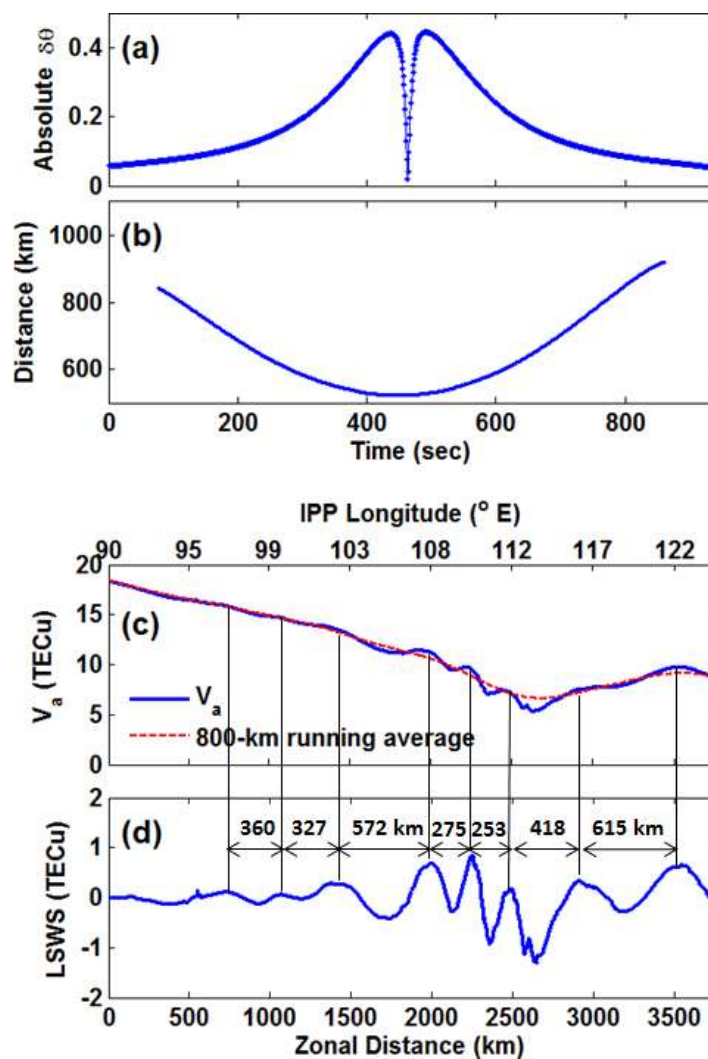 0.4
(a)
0.2
0
Absolute δθ
1000
(b)
800
600
Distance (km)
0 200 400 600 800
Time (sec)
IPP Longitude (° E)
90 95 99 103 108 112 117 122
20
15
(c)
10
5
0
Va (TECu)
Va
800-km running average
2
(d)
360 327 572 km 275 253 418 615 km
1
0
-1
-2
LSWS (TECu)
0 500 1000 1500 2000 2500 3000 3500
Zonal Distance (km)